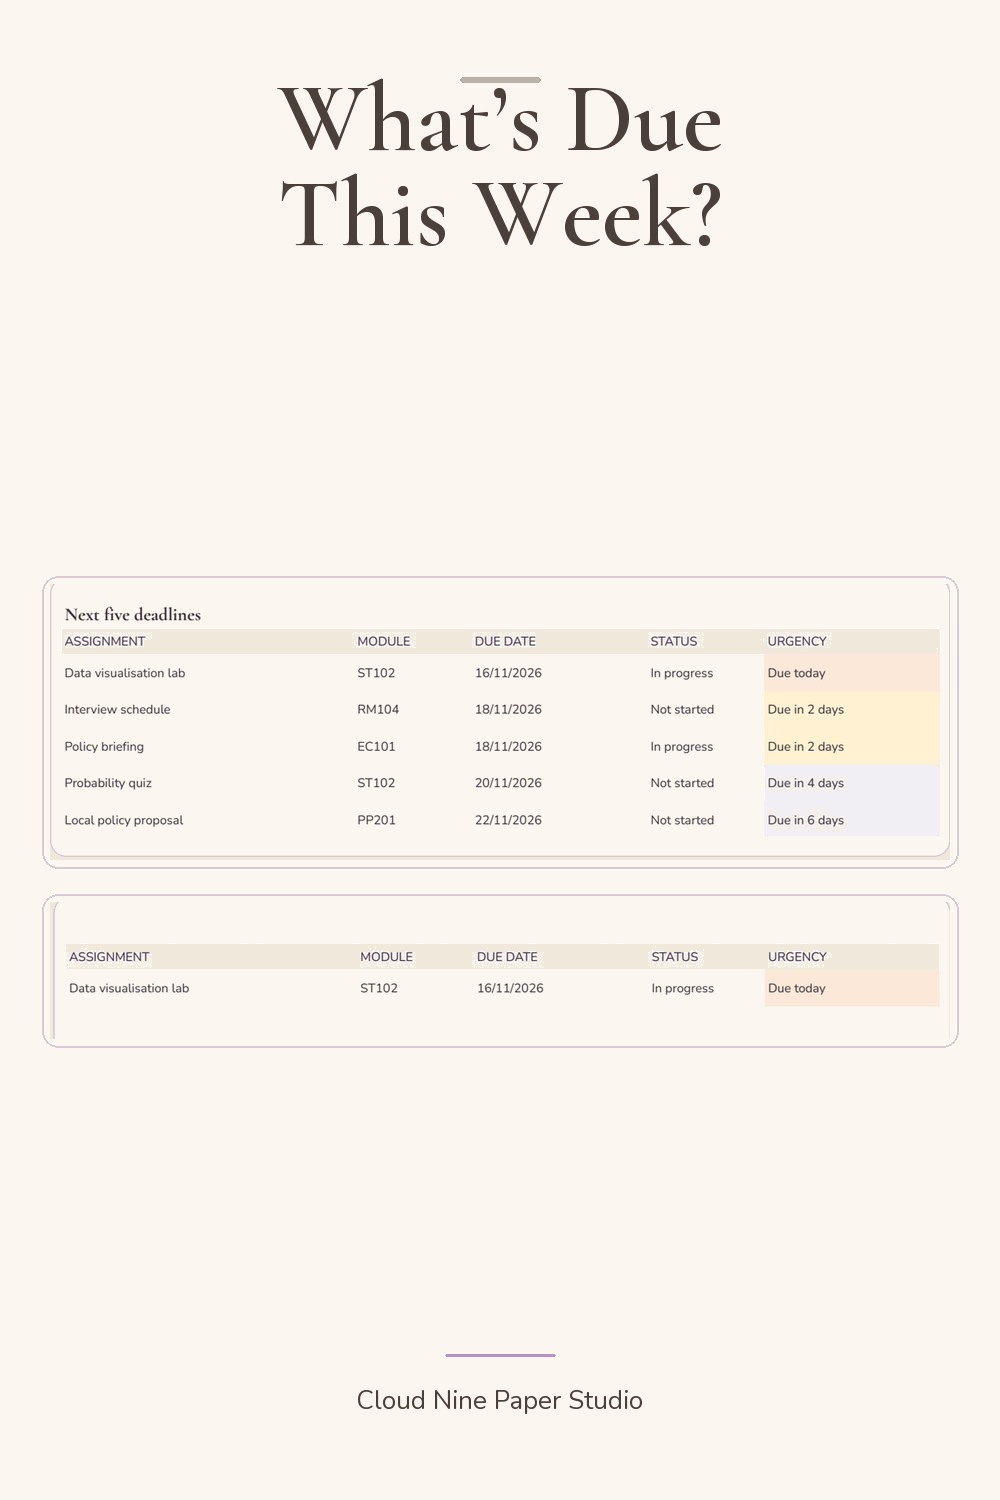 What’s Due
This Week?
Next five deadlines
ASSIGNMENT MODULE DUE DATE STATUS URGENCY
Data visualisation lab ST102 16/11/2026 In progress Due today
Interview schedule RM104 18/11/2026 Not started Due in 2 days
Policy briefing EC101 18/11/2026 In progress Due in 2 days
Probability quiz ST102 20/11/2026 Not started Due in 4 days
Local policy proposal PP201 22/11/2026 Not started Due in 6 days
ASSIGNMENT MODULE DUE DATE STATUS URGENCY
Data visualisation lab ST102 16/11/2026 In progress Due today
Cloud Nine Paper Studio